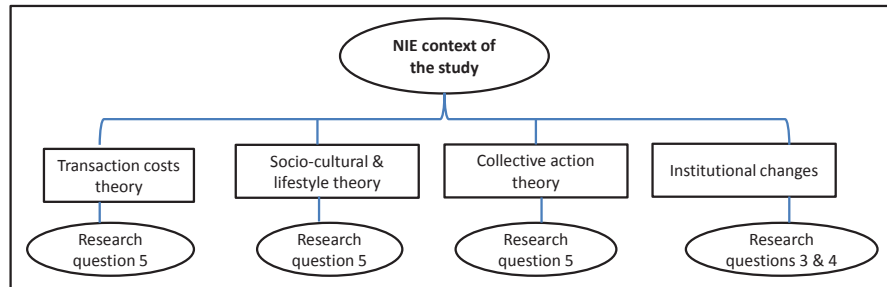 NIE context of
the study
Transaction costs
theory
Socio-cultural &
lifestyle theory
Collective action
theory
Institutional changes
Research
question 5
Research
question 5
Research
question 5
Research
questions 3 & 4